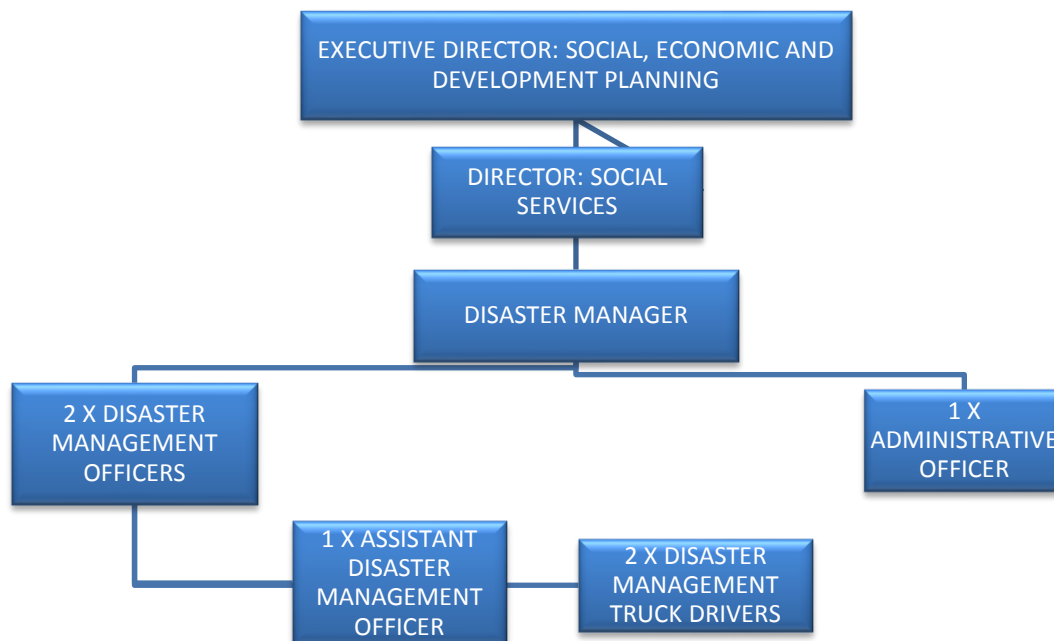 EXECUTIVE DIRECTOR: SOCIAL, ECONOMIC AND
DEVELOPMENT PLANNING
DIRECTOR: SOCIAL
SERVICES
DISASTER MANAGER
2 X DISASTER
MANAGEMENT
OFFICERS
1 X
ADMINISTRATIVE
OFFICER
1 X ASSISTANT
DISASTER
MANAGEMENT
OFFICER
2 X DISASTER
MANAGEMENT
TRUCK DRIVERS